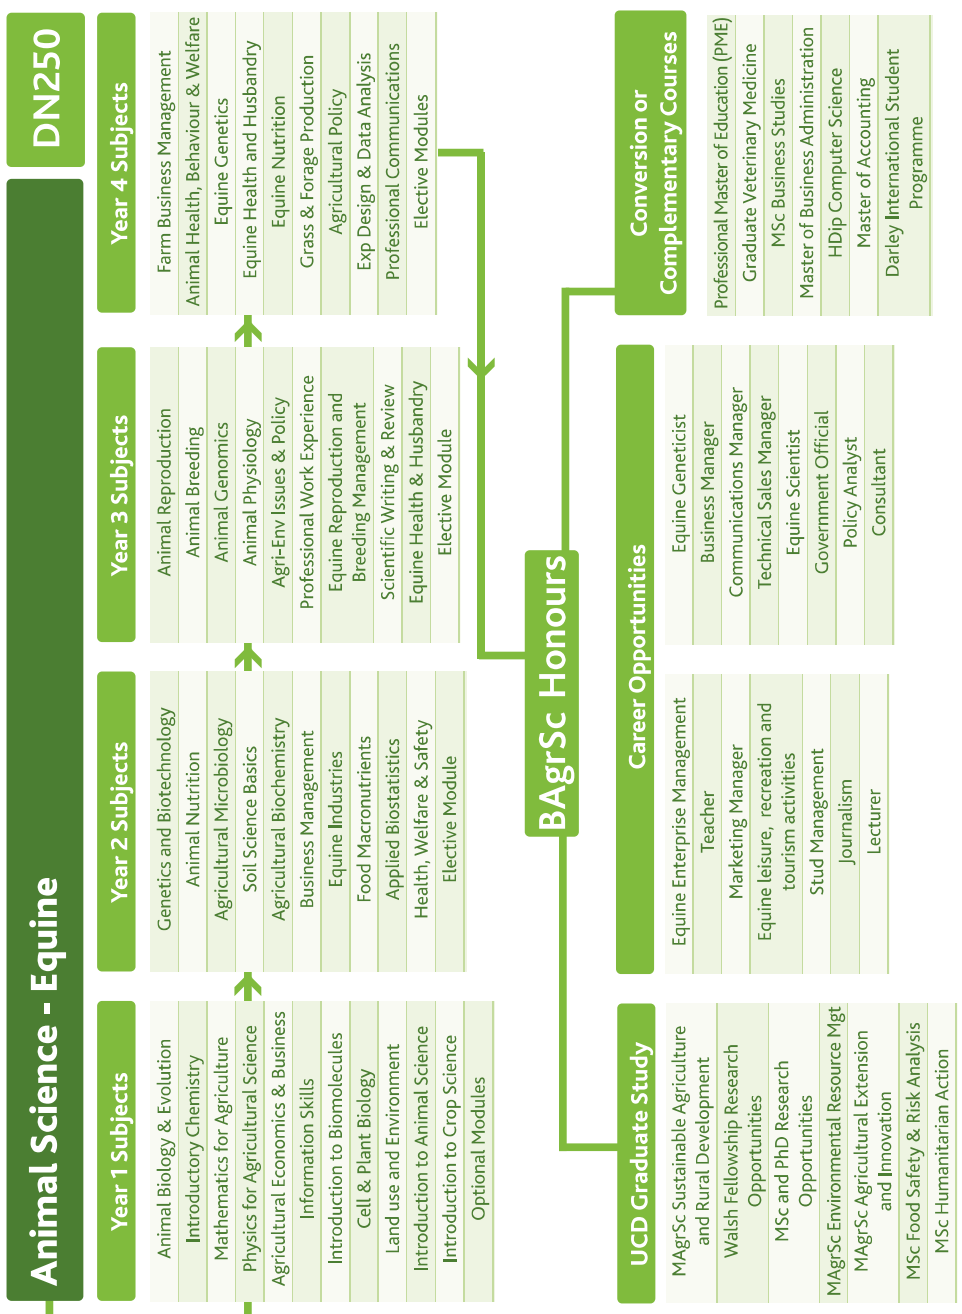 Animal Science - Equine
DN250
Year 1 Subjects
Animal Biology & Evolution
Introductory Chemistry
Mathematics for Agriculture
Physics for Agricultural Science
Agricultural Economics & Business
Information Skills
Introduction to Biomolecules
Cell & Plant Biology
Land use and Environment
Introduction to Animal Science
Introduction to Crop Science
Optional Modules
Year 2 Subjects
Genetics and Biotechnology
Animal Nutrition
Agricultural Microbiology
Soil Science Basics
Agricultural Biochemistry
Business Management
Equine Industries
Food Macronutrients
Applied Biostatistics
Health, Welfare & Safety
Elective Module
Year 3 Subjects
Animal Reproduction
Animal Breeding
Animal Genomics
Animal Physiology
Agri-Env Issues & Policy
Professional Work Experience
Equine Reproduction and
Breeding Management
Scientific Writing & Review
Equine Health & Husbandry
Elective Module
Year 4 Subjects
Farm Business Management
Animal Health, Behaviour & Welfare
Equine Genetics
Equine Health and Husbandry
Equine Nutrition
Grass & Forage Production
Agricultural Policy
Exp Design & Data Analysis
Professional Communications
Elective Modules
BAgrSc Honours
UCD Graduate Study
MAgrSc Sustainable Agriculture
and Rural Development
Walsh Fellowship Research
Opportunities
MSc and PhD Research
Opportunities
MAgrSc Environmental Resource Mgt
MAgrSc Agricultural Extension
and Innovation
MSc Food Safety & Risk Analysis
MSc Humanitarian Action
Career Opportunities
Equine Enterprise Management
Teacher
Marketing Manager
Equine leisure, recreation and
tourism activities
Stud Management
Journalism
Lecturer
Equine Geneticist
Business Manager
Communications Manager
Technical Sales Manager
Equine Scientist
Government Official
Policy Analyst
Consultant
Conversion or
Complementary Courses
Professional Master of Education (PME)
Graduate Veterinary Medicine
MSc Business Studies
Master of Business Administration
HDip Computer Science
Master of Accounting
Darley International Student
Programme